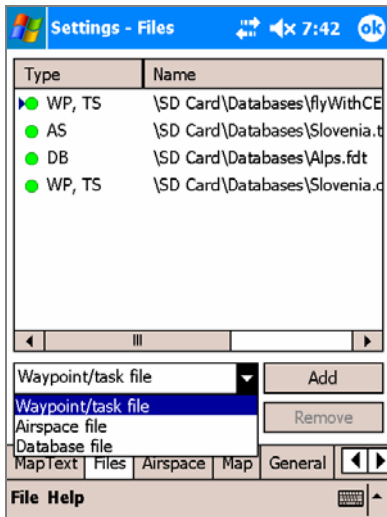 Settings - Files 7:42 ok
Type Name
WP, TS \SD Card\Databases\flyWithCE
AS \SD Card\Databases\Slovenia.t
DB \SD Card\Databases\Alps.fdt
WP, TS \SD Card\Databases\Slovenia.c
Waypoint/task file Add
Waypoint/task file
Airspace file Remove
Database file
MapText Files Airspace Map General
File Help